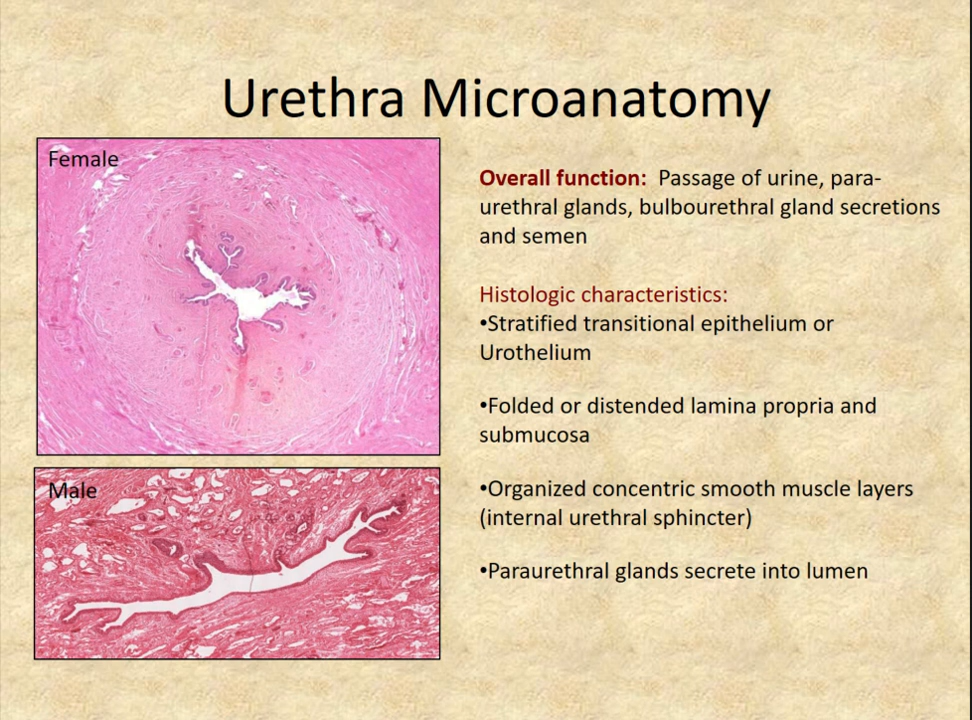 Urethra Microanatomy
Female
Male
Overall function:  Passage of urine, para-
urethral glands, bulbourethral gland secretions
and semen
Histologic characteristics:
•Stratified transitional epithelium or
Urothelium
•Folded or distended lamina propria and
submucosa
•Organized concentric smooth muscle layers
(internal urethral sphincter)
•Paraurethral glands secrete into lumen